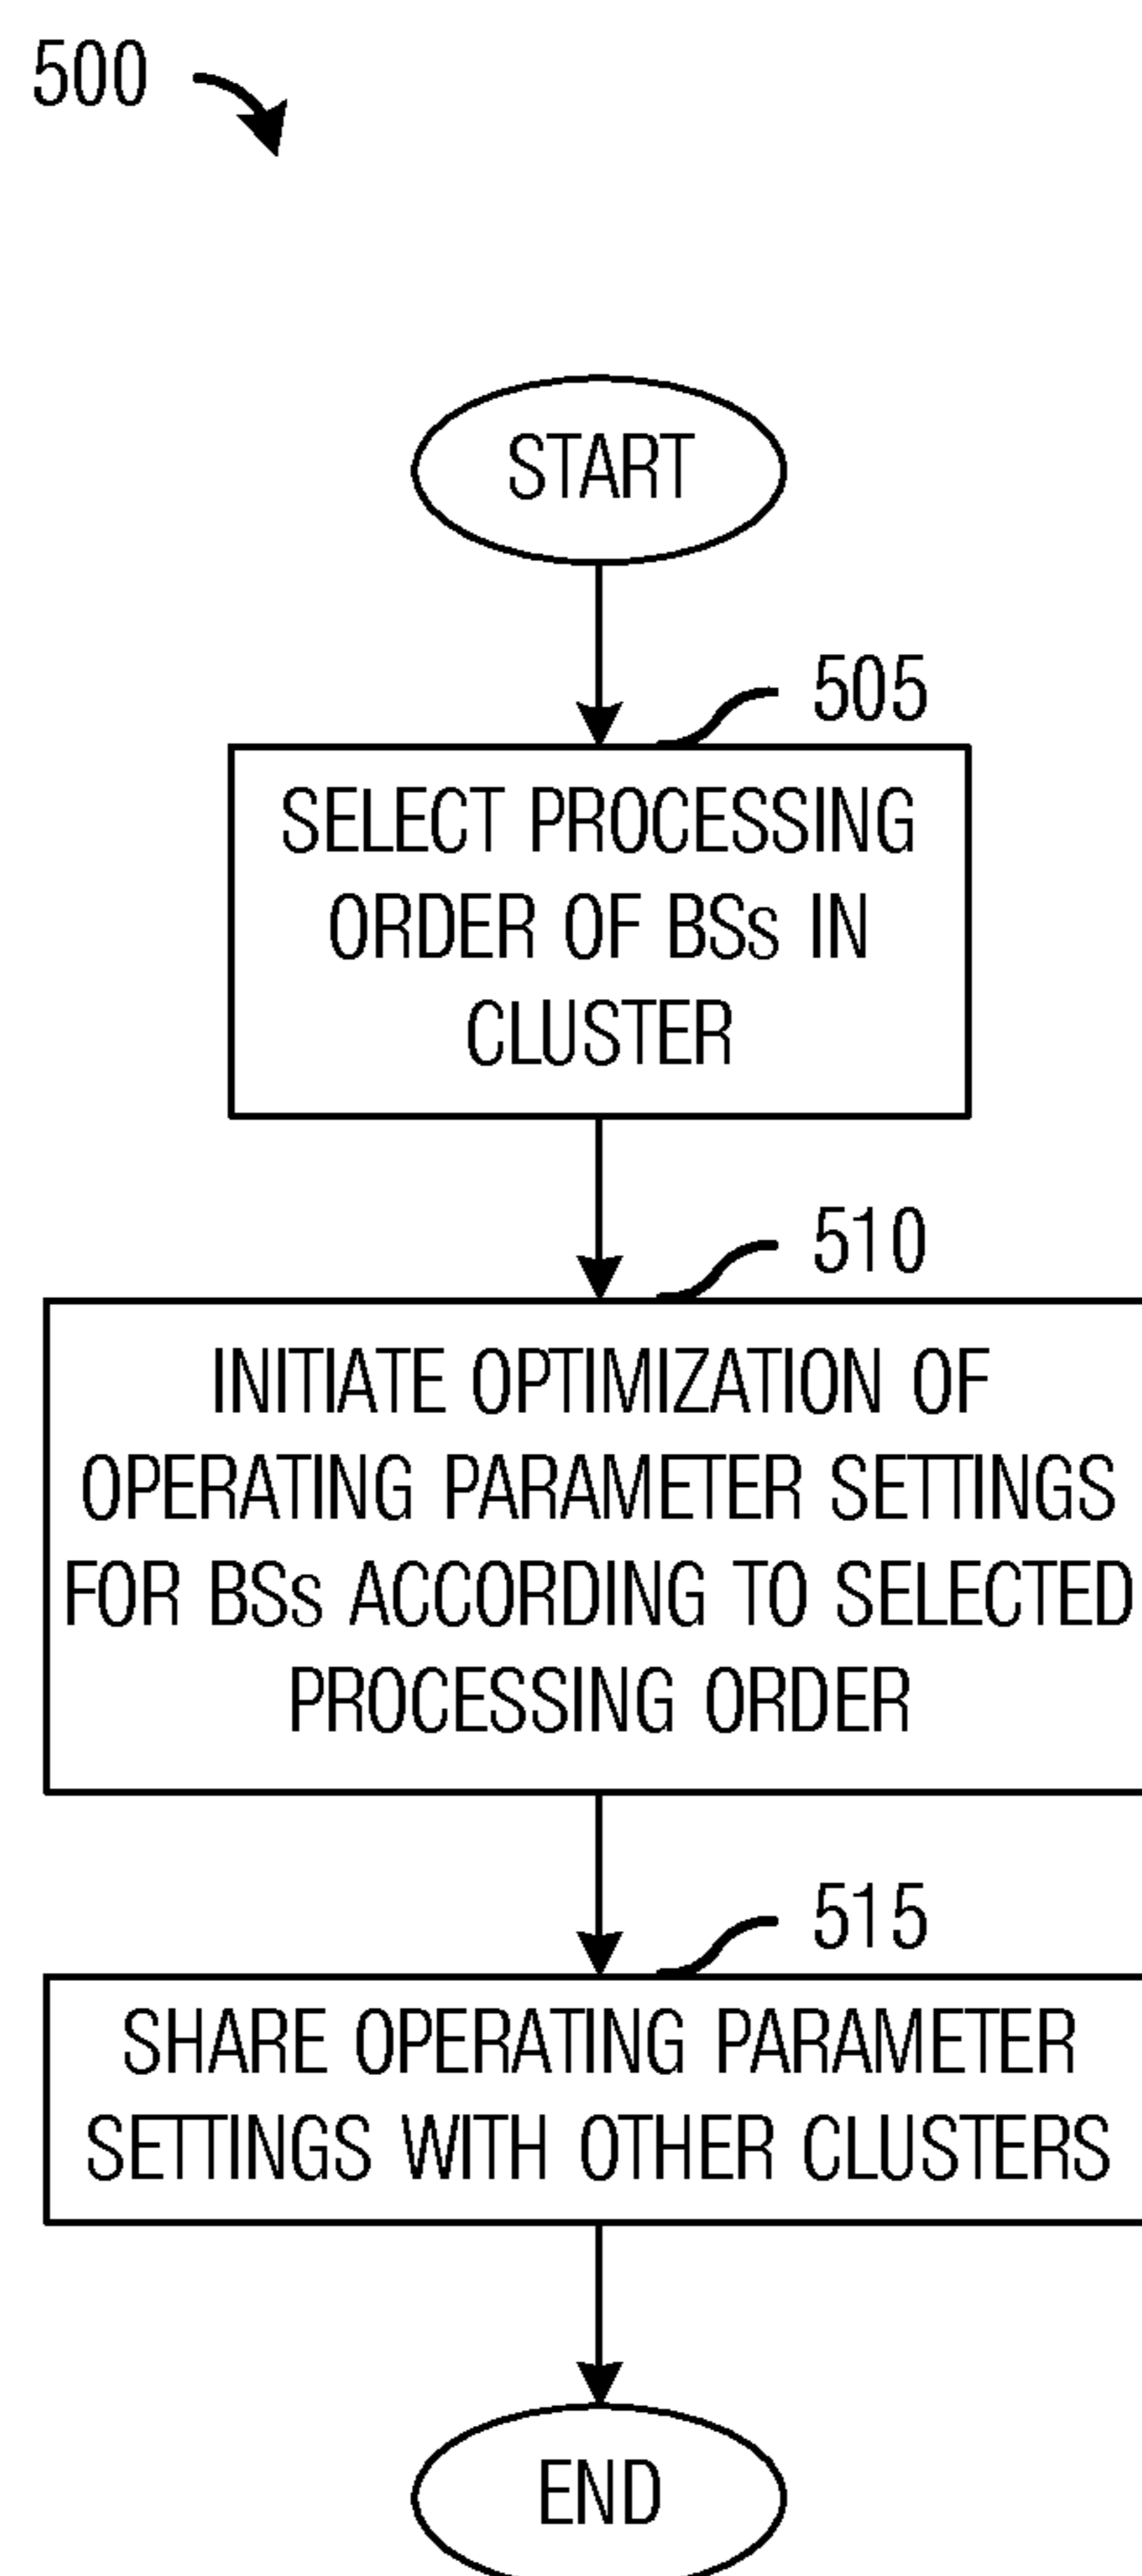 500
START
505
SELECT PROCESSING
ORDER OF BSs IN
CLUSTER
510
INITIATE OPTIMIZATION OF
OPERATING PARAMETER SETTINGS
FOR BSs ACCORDING TO SELECTED
PROCESSING ORDER
515
SHARE OPERATING PARAMETER
SETTINGS WITH OTHER CLUSTERS
END